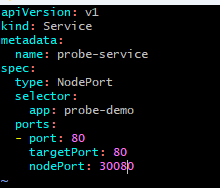 apiVersion: v1
kind: Service
metadata:
  name: probe-service
spec:
  type: NodePort
  selector:
    app: probe-demo
  ports:
  - port: 80
    targetPort: 80
    nodePort: 30080
~